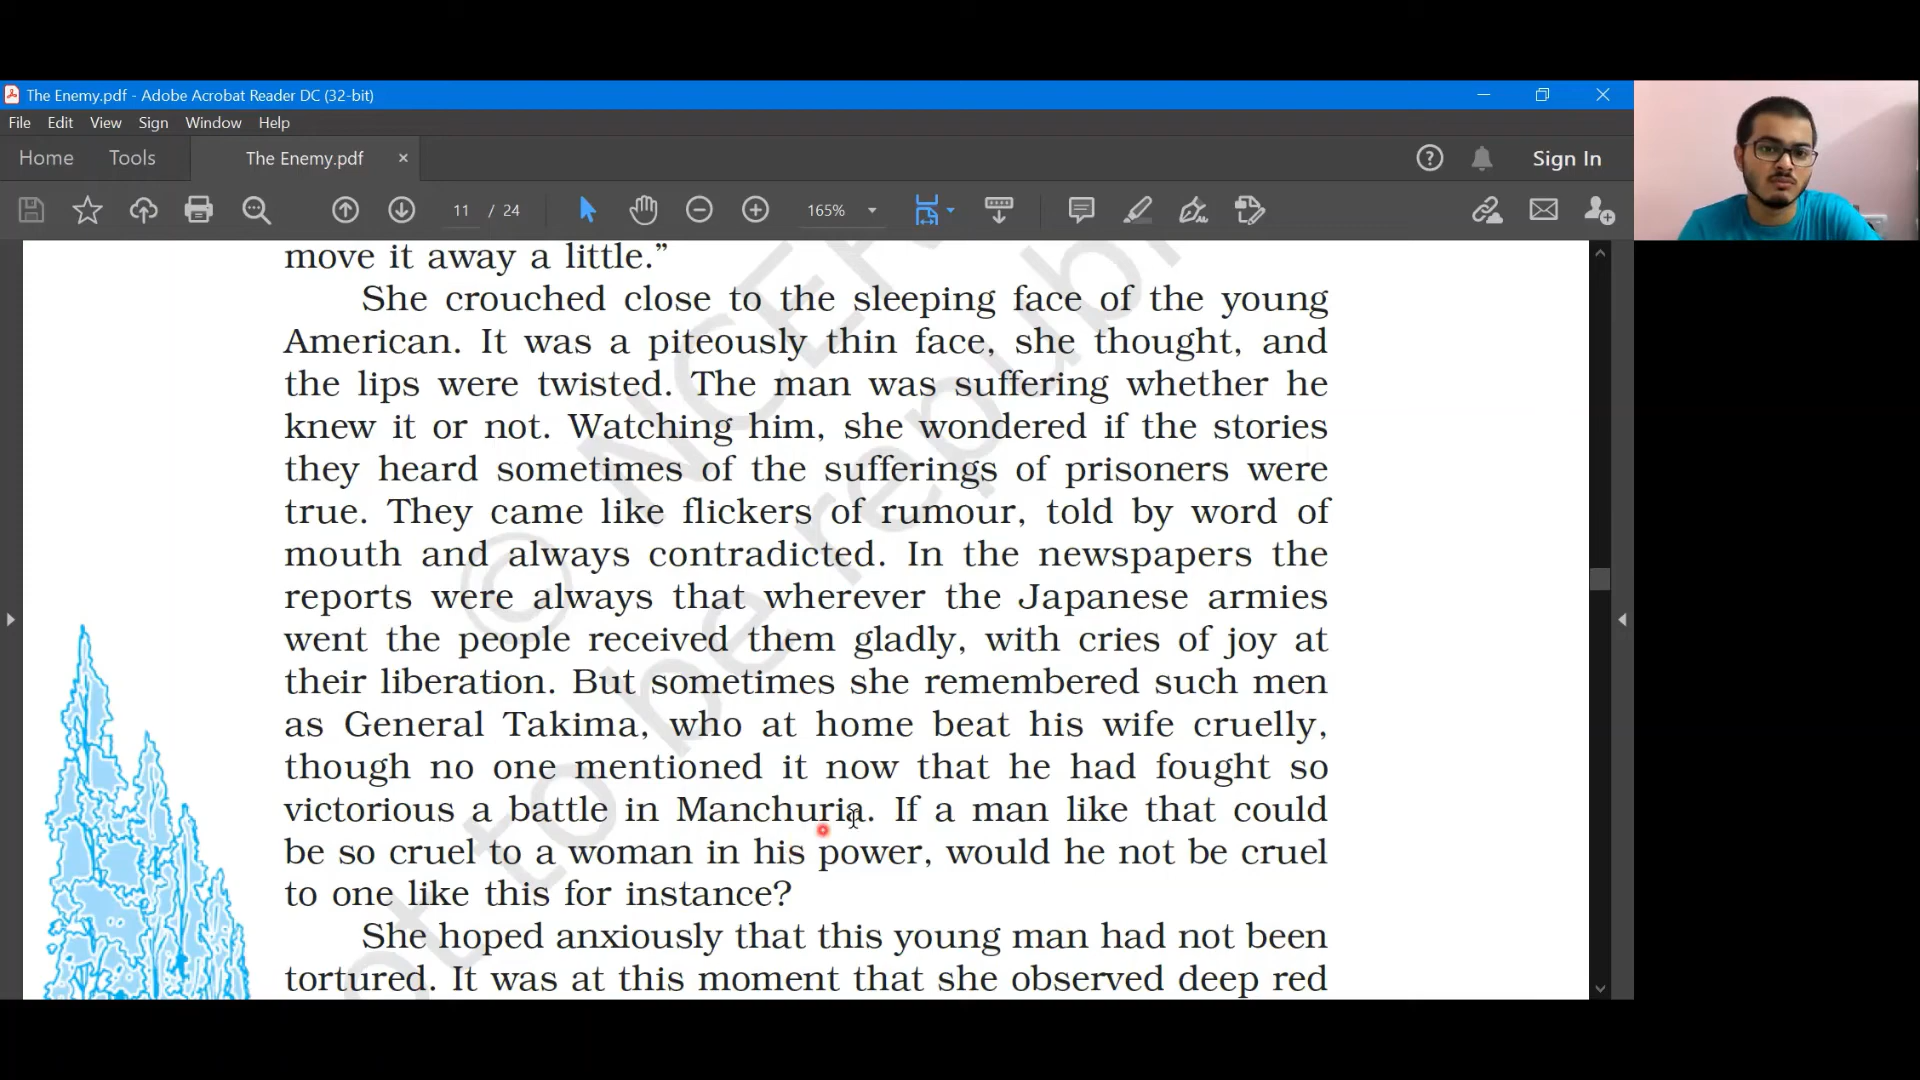 The Enemy.pdf - Adobe Acrobat Reader DC (32-bit)
File Edit View Sign Window Help
Home Tools The Enemy.pdf × Sign In
11 / 24 165%
move it away a little.”
She crouched close to the sleeping face of the young
American. It was a piteously thin face, she thought, and
the lips were twisted. The man was suffering whether he
knew it or not. Watching him, she wondered if the stories
they heard sometimes of the sufferings of prisoners were
true. They came like flickers of rumour, told by word of
mouth and always contradicted. In the newspapers the
reports were always that wherever the Japanese armies
went the people received them gladly, with cries of joy at
their liberation. But sometimes she remembered such men
as General Takima, who at home beat his wife cruelly,
though no one mentioned it now that he had fought so
victorious a battle in Manchuria. If a man like that could
be so cruel to a woman in his power, would he not be cruel
to one like this for instance?
She hoped anxiously that this young man had not been
tortured. It was at this moment that she observed deep red
© NCER
not to be republi